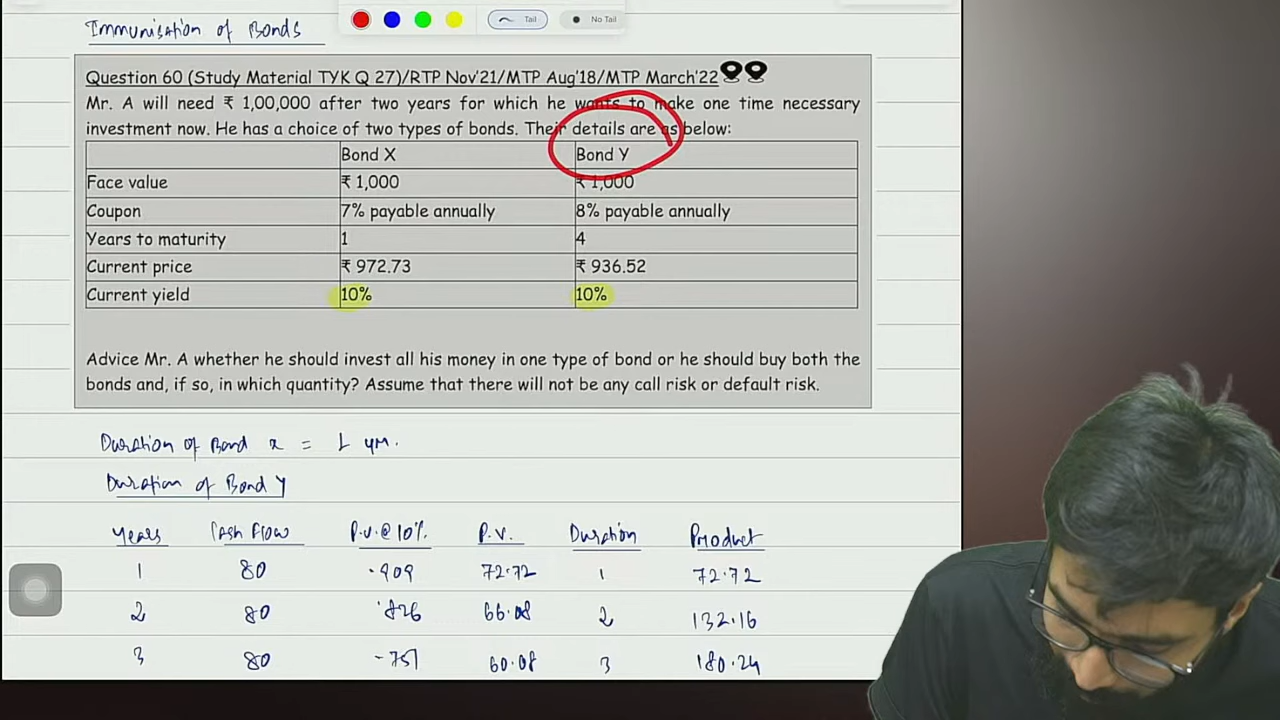 Tail
No Tail
Immunisation of Bonds
Question 60 (Study Material TYK Q 27)/RTP Nov'21/MTP Aug'18/MTP March'22
Mr. A will need ₹ 1,00,000 after two years for which he wants to make one time necessary
investment now. He has a choice of two types of bonds. Their details are as below:
Bond X Bond Y
Face value ₹ 1,000 ₹ 1,000
Coupon 7% payable annually 8% payable annually
Years to maturity 1 4
Current price ₹ 972.73 ₹ 936.52
Current yield 10% 10%
Advice Mr. A whether he should invest all his money in one type of bond or he should buy both the
bonds and, if so, in which quantity? Assume that there will not be any call risk or default risk.
Duration of Bond x = 1 yr.
Duration of Bond Y
Years Cash Flow P.V.@10% P.V. Duration Product
1 80 .909 72.72 1 72.72
2 80 .826 66.08 2 132.16
3 80 .751 60.08 3 180.24